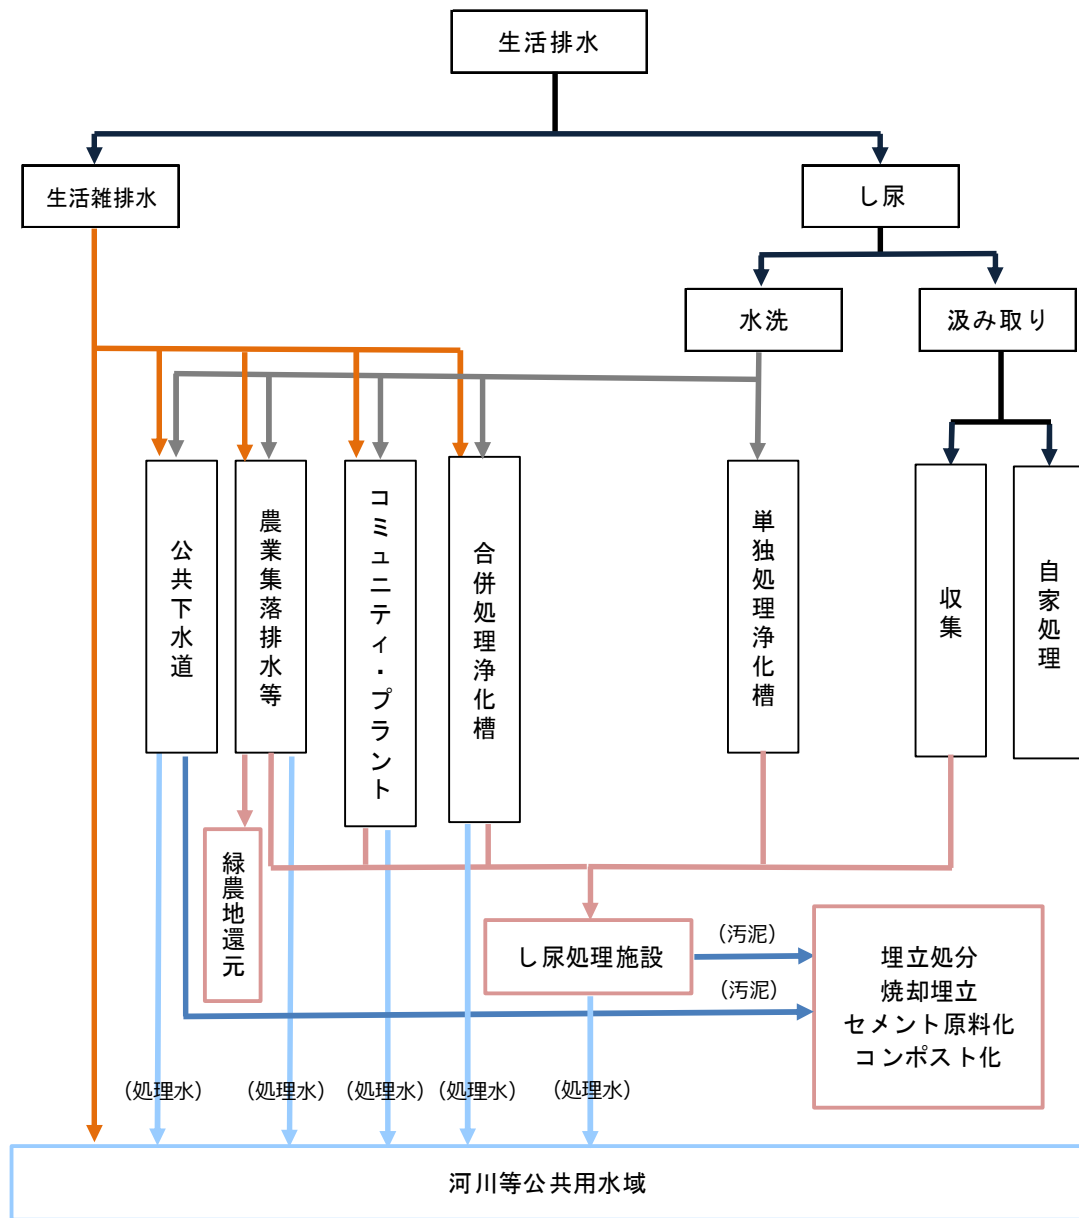 生活排水
生活雑排水
し尿
水洗
汲み取り
公共下水道
農業集落排水等
コミュニティ・プラント
合併処理浄化槽
単独処理浄化槽
収集
自家処理
緑農地還元
し尿処理施設
（汚泥）
（汚泥）
埋立処分
焼却埋立
セメント原料化
コンポスト化
（処理水）
（処理水）
（処理水）
（処理水）
（処理水）
河川等公共用水域